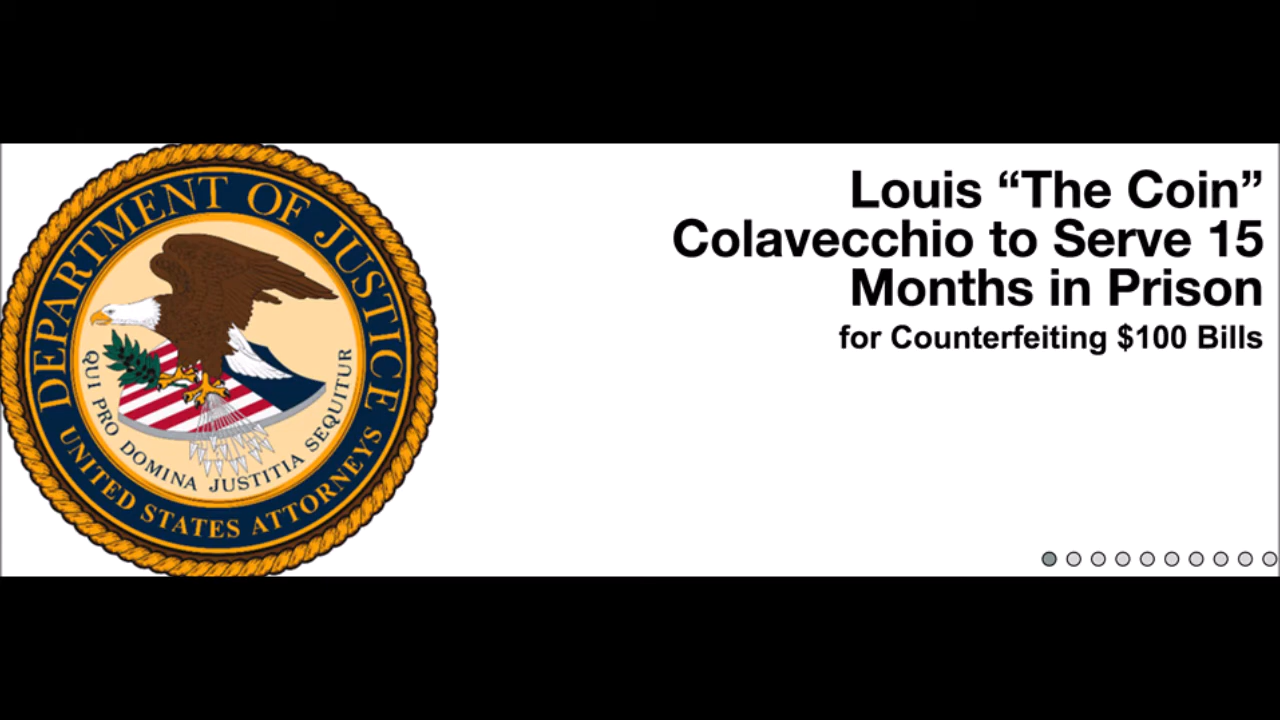 DEPARTMENT OF JUSTICE
QUI PRO DOMINA JUSTITIA SEQUITUR
UNITED STATES ATTORNEYS
Louis “The Coin”
Colavecchio to Serve 15
Months in Prison
for Counterfeiting $100 Bills